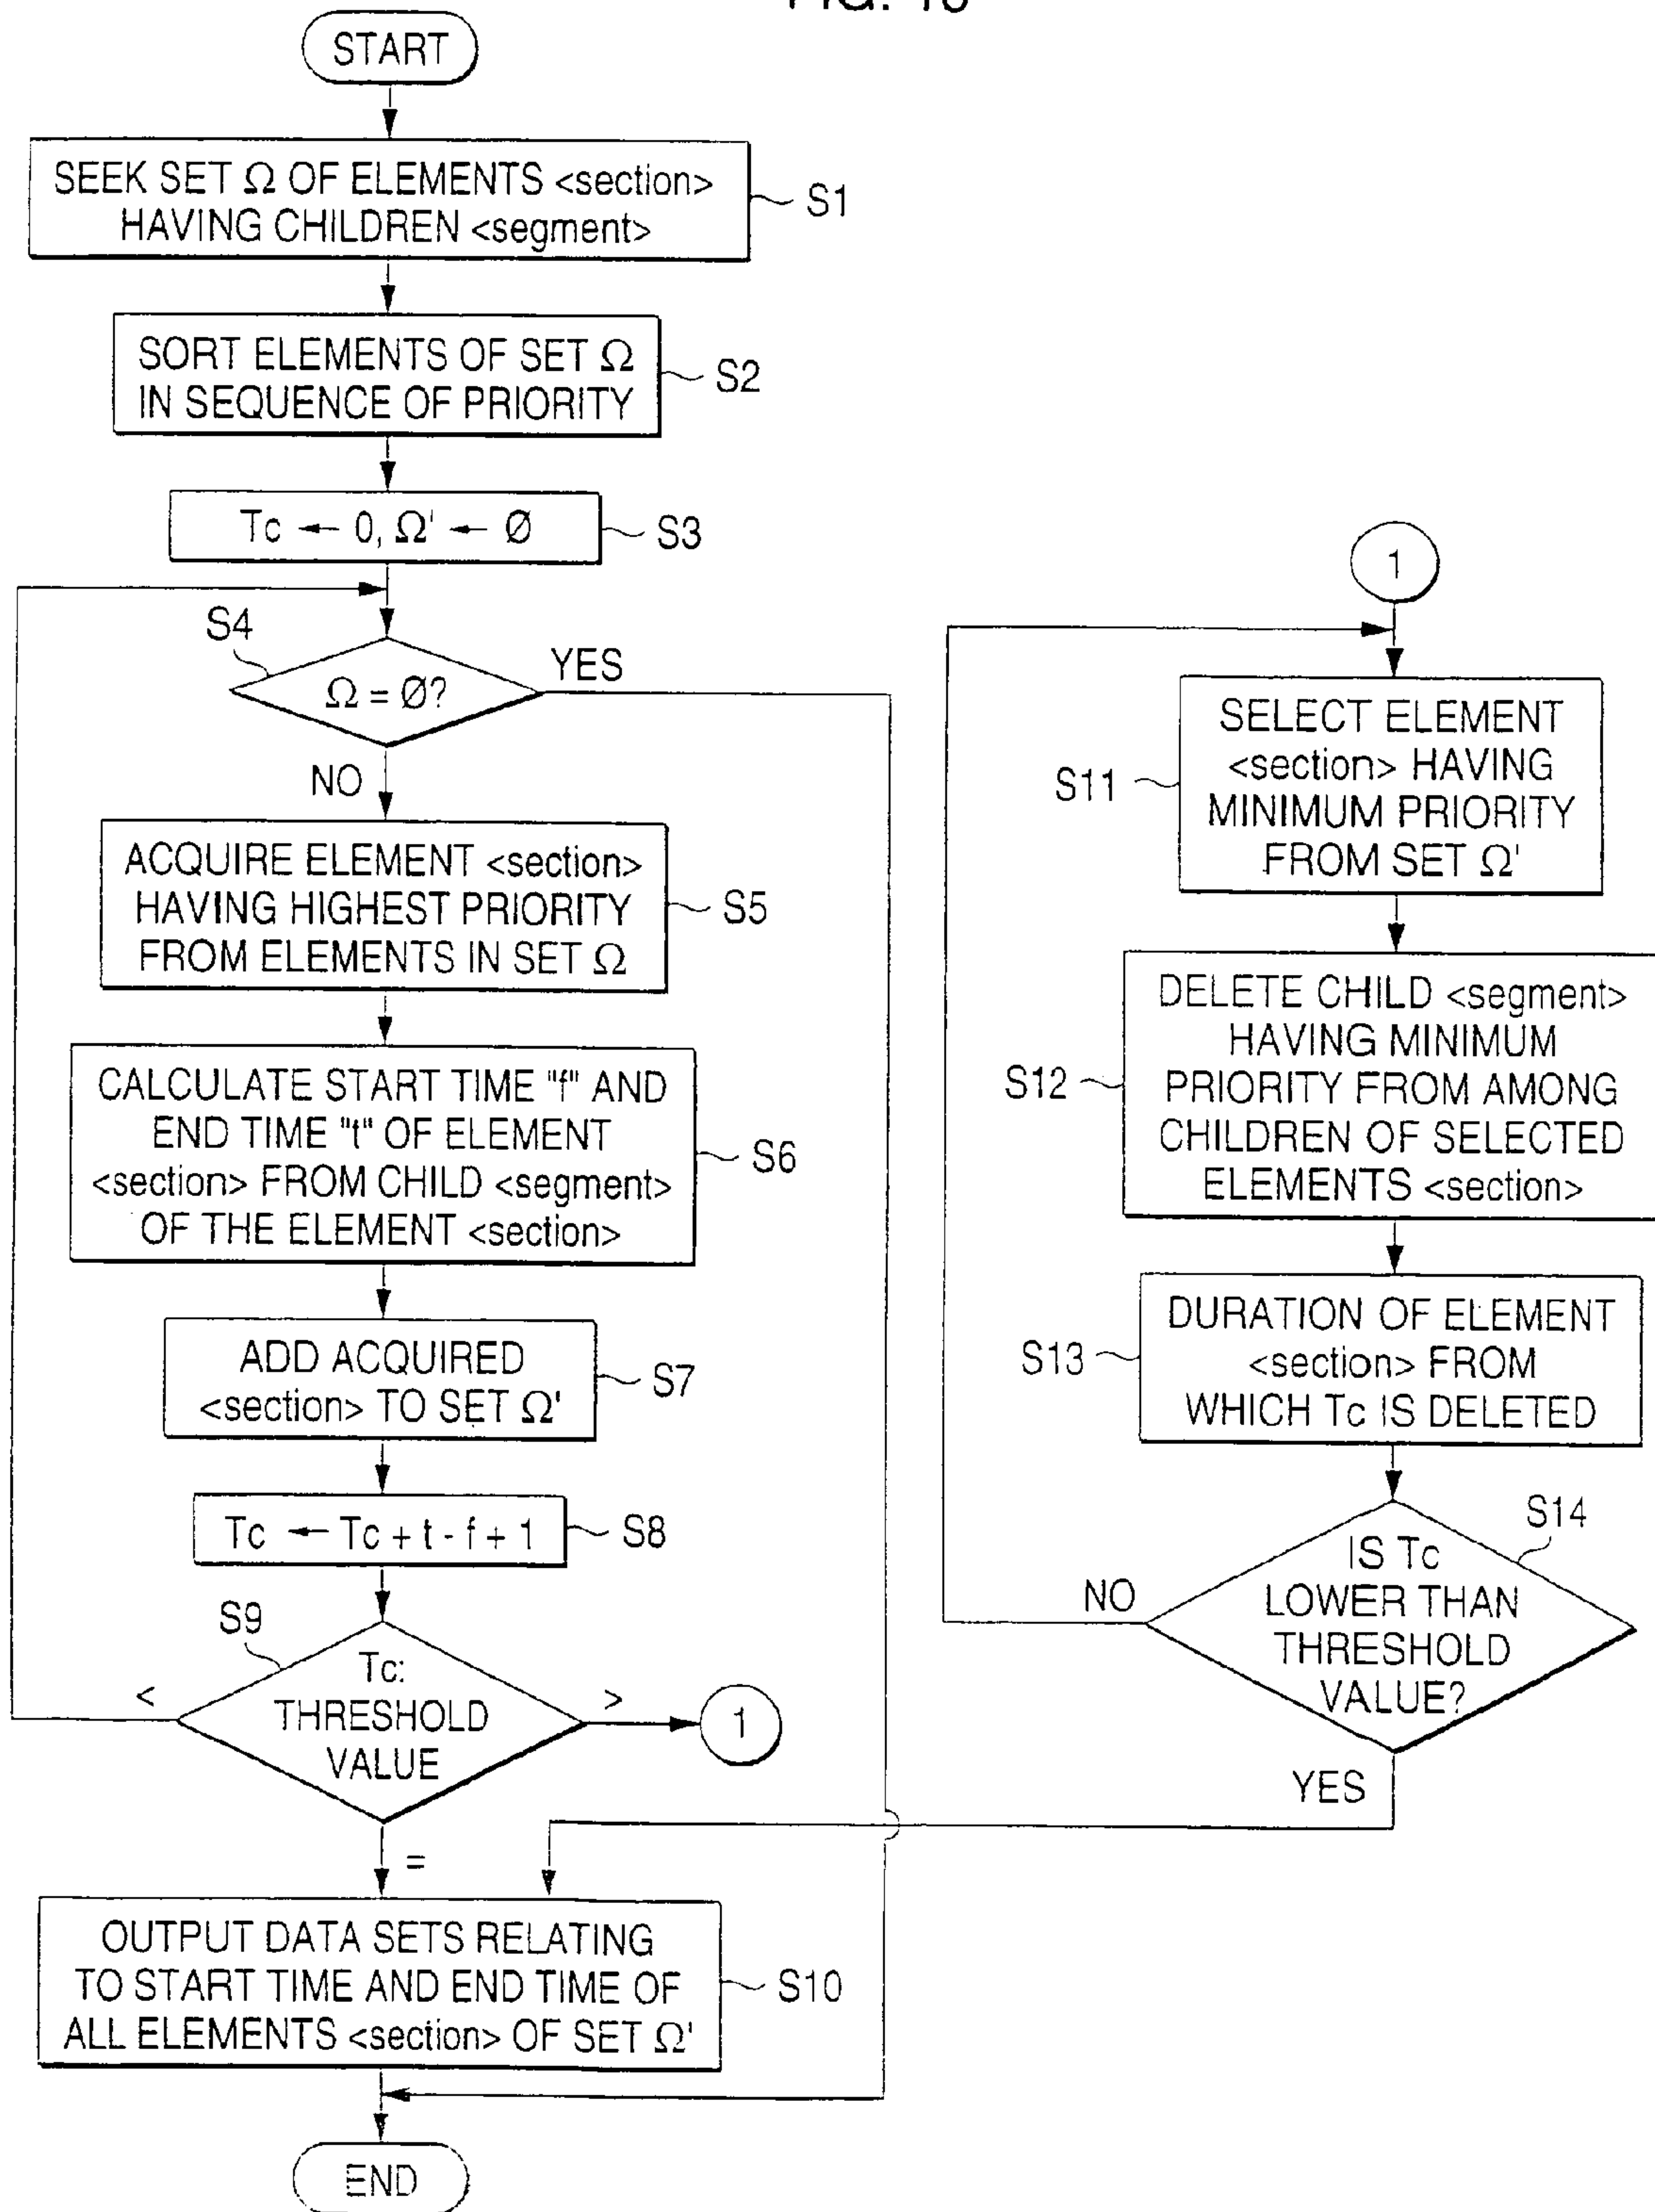 START
SEEK SET Ω OF ELEMENTS <section>
HAVING CHILDREN <segment>
S1
SORT ELEMENTS OF SET Ω
IN SEQUENCE OF PRIORITY
S2
Tc ← 0, Ω' ← Ø
S3
S4
Ω = Ø?
YES
NO
ACQUIRE ELEMENT <section>
HAVING HIGHEST PRIORITY
FROM ELEMENTS IN SET Ω
S5
CALCULATE START TIME "f" AND
END TIME "t" OF ELEMENT
<section> FROM CHILD <segment>
OF THE ELEMENT <section>
S6
ADD ACQUIRED
<section> TO SET Ω'
S7
Tc ← Tc + t - f + 1
S8
S9
Tc:
THRESHOLD
VALUE
<
>
1
=
OUTPUT DATA SETS RELATING
TO START TIME AND END TIME OF
ALL ELEMENTS <section> OF SET Ω'
S10
END
1
SELECT ELEMENT
<section> HAVING
MINIMUM PRIORITY
FROM SET Ω'
S11
DELETE CHILD <segment>
HAVING MINIMUM
PRIORITY FROM AMONG
CHILDREN OF SELECTED
ELEMENTS <section>
S12
DURATION OF ELEMENT
<section> FROM
WHICH Tc IS DELETED
S13
S14
IS Tc
LOWER THAN
THRESHOLD
VALUE?
NO
YES